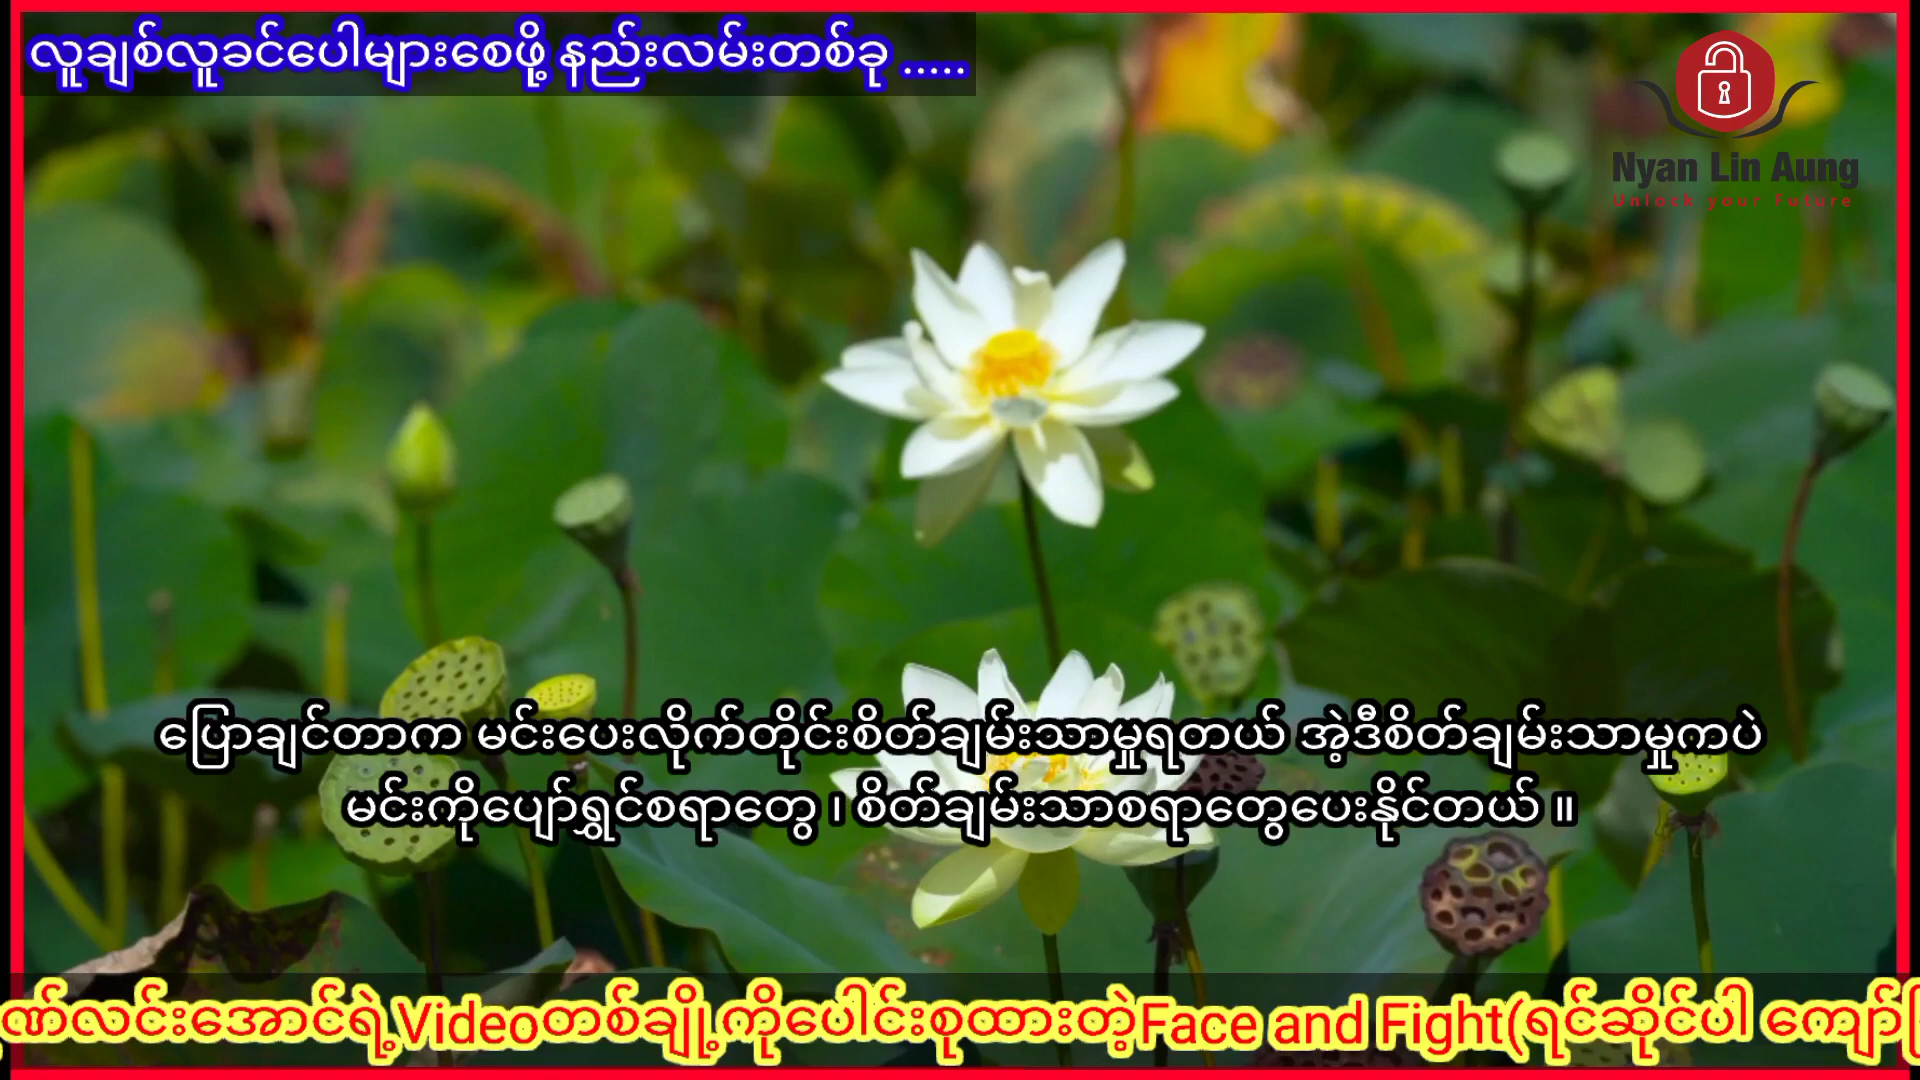 လူချစ်လူခင်ပေါများစေဖို့ နည်းလမ်းတစ်ခု .....
Nyan Lin Aung
Unlock your Future
ပြောချင်တာက မင်းပေးလိုက်တိုင်းစိတ်ချမ်းသာမှုရတယ် အဲ့ဒီစိတ်ချမ်းသာမှုကပဲ
မင်းကိုပျော်ရွှင်စရာတွေ ၊ စိတ်ချမ်းသာစရာတွေပေးနိုင်တယ် ။
ဏ်လင်းအောင်ရဲ့Videoတစ်ချို့ကိုပေါင်းစုထားတဲ့Face and Fight(ရင်ဆိုင်ပါ ကျော်